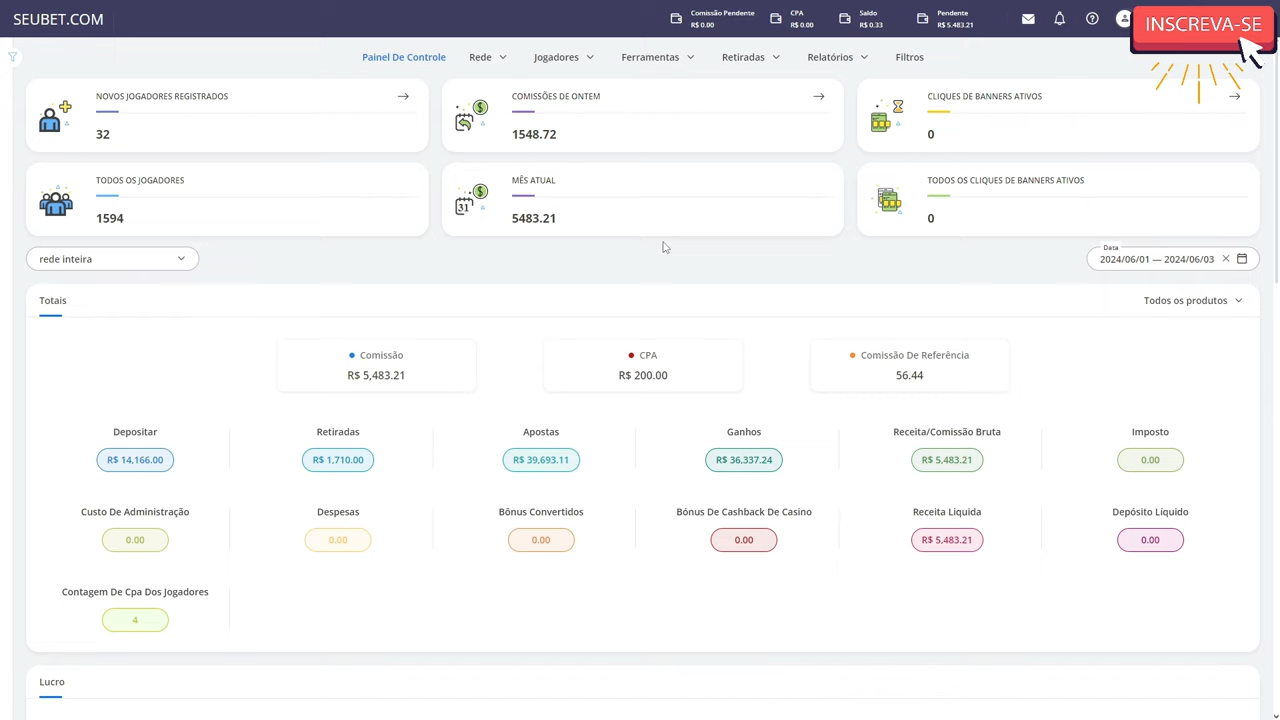 SEUBET.COM
Comissão Pendente
R$ 0.00
CPA
R$ 0.00
Saldo
R$ 0.33
Pendente
R$ 5.483.21
INSCREVA-SE
Painel De Controle
Rede
Jogadores
Ferramentas
Retiradas
Relatórios
Filtros
NOVOS JOGADORES REGISTRADOS
32
COMISSÕES DE ONTEM
1548.72
CLIQUES DE BANNERS ATIVOS
0
TODOS OS JOGADORES
1594
MÊS ATUAL
31
5483.21
TODOS OS CLIQUES DE BANNERS ATIVOS
0
rede inteira
Data
2024/06/01 — 2024/06/03
Totais
Todos os produtos
Comissão
R$ 5,483.21
CPA
R$ 200.00
Comissão De Referência
56.44
Depositar
R$ 14,166.00
Retiradas
R$ 1,710.00
Apostas
R$ 39,693.11
Ganhos
R$ 36,337.24
Receita/Comissão Bruta
R$ 5,483.21
Imposto
0.00
Custo De Administração
0.00
Despesas
0.00
Bônus Convertidos
0.00
Bónus De Cashback De Casino
0.00
Receita Liquida
R$ 5,483.21
Depósito Líquido
0.00
Contagem De Cpa Dos Jogadores
4
Lucro